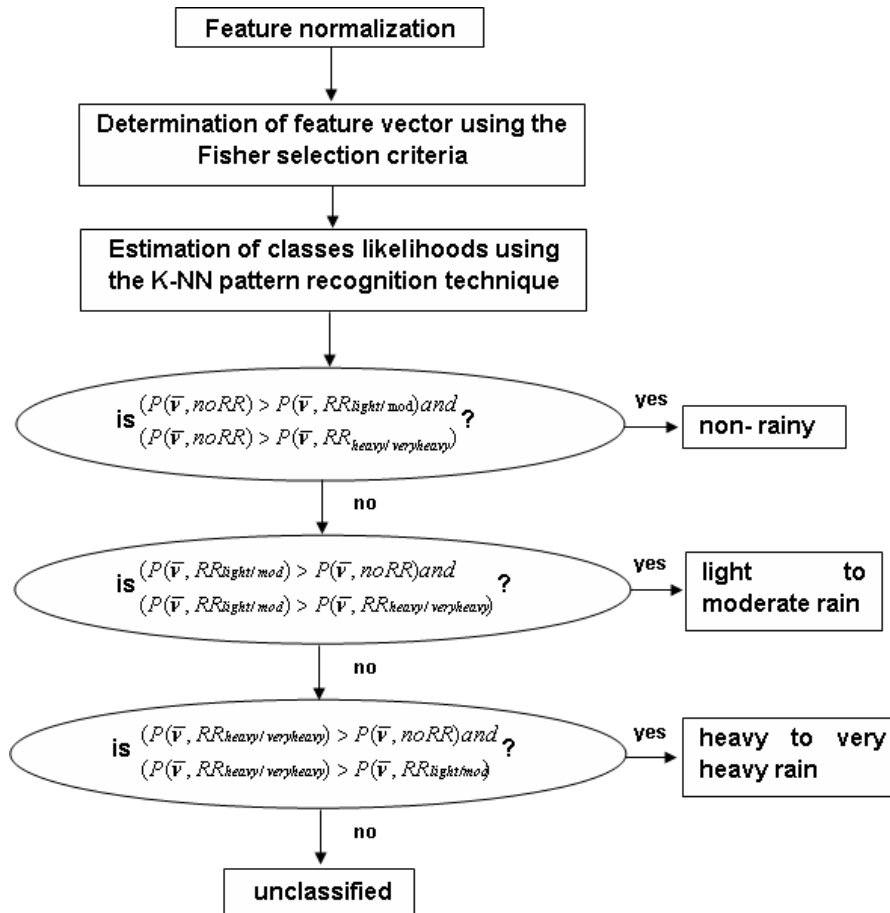 Feature normalization
Determination of feature vector using the
Fisher selection criteria
Estimation of classes likelihoods using
the K-NN pattern recognition technique
is (P(v̅, noRR) > P(v̅, RRlight/mod)and ?
(P(v̅, noRR) > P(v̅, RRheavy/veryheavy)
yes
non- rainy
no
is (P(v̅, RRlight/mod) > P(v̅, noRR)and ?
(P(v̅, RRlight/mod) > P(v̅, RRheavy/veryheavy)
yes
light to
moderate rain
no
is (P(v̅, RRheavy/veryheavy) > P(v̅, noRR)and ?
(P(v̅, RRheavy/veryheavy) > P(v̅, RRlight/mod)
yes
heavy to very
heavy rain
no
unclassified